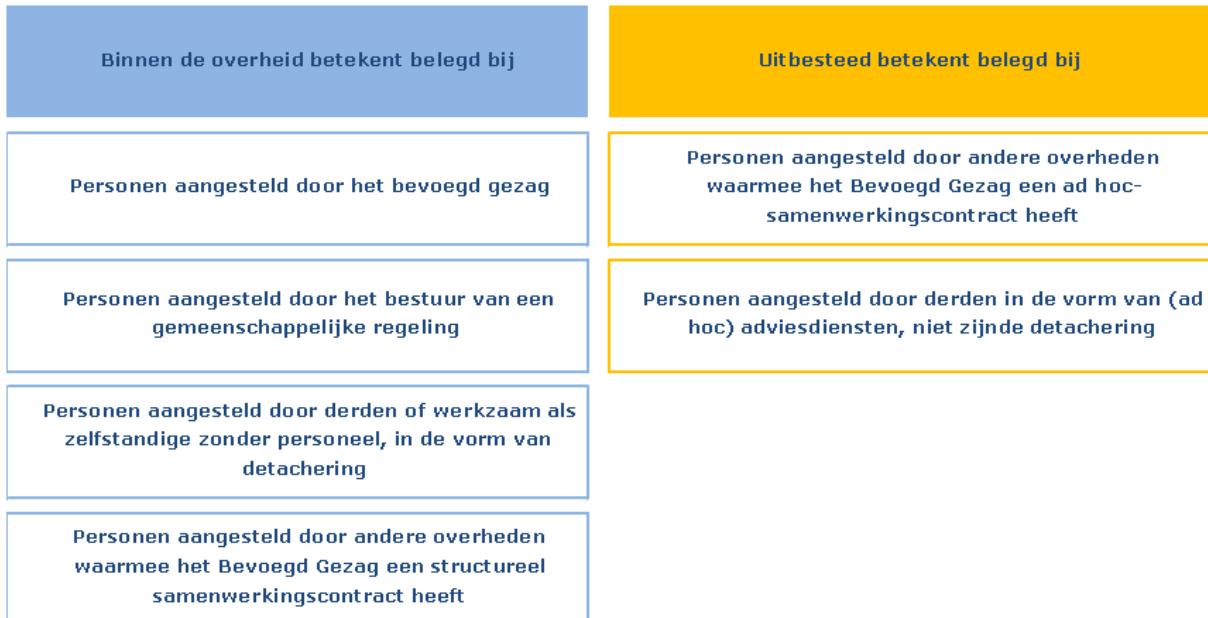 Binnen de overheid betekent belegd bij
Personen aangesteld door het bevoegd gezag
Personen aangesteld door het bestuur van een
gemeenschappelijke regeling
Personen aangesteld door derden of werkzaam als
zelfstandige zonder personeel, in de vorm van
detachering
Personen aangesteld door andere overheden
waarmee het Bevoegd Gezag een structureel
samenwerkingscontract heeft
Uitbesteed betekent belegd bij
Personen aangesteld door andere overheden
waarmee het Bevoegd Gezag een ad hoc-
samenwerkingscontract heeft
Personen aangesteld door derden in de vorm van (ad
hoc) adviesdiensten, niet zijnde detachering